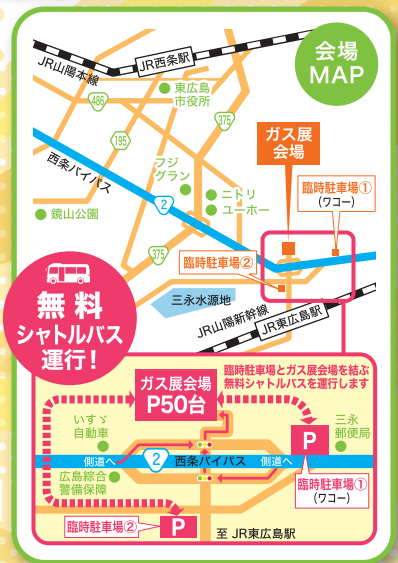 会場
MAP
JR山陽本線
JR西条駅
東広島
市役所
486
375
195
ガス展
会場
フジ
グラン
西条バイパス
2
ニトリ
ユーホー
臨時駐車場①
(ワコー)
鏡山公園
375
臨時駐車場②
三永水源地
JR山陽新幹線
JR東広島駅
無料
シャトルバス
運行!
臨時駐車場とガス展会場を結ぶ
無料シャトルバスを運行します
ガス展会場
P50台
いすゞ
自動車
三永
郵便局
P
側道へ
2
西条バイパス
側道へ
広島綜合
警備保障
臨時駐車場①
(ワコー)
臨時駐車場②
P
至 JR東広島駅